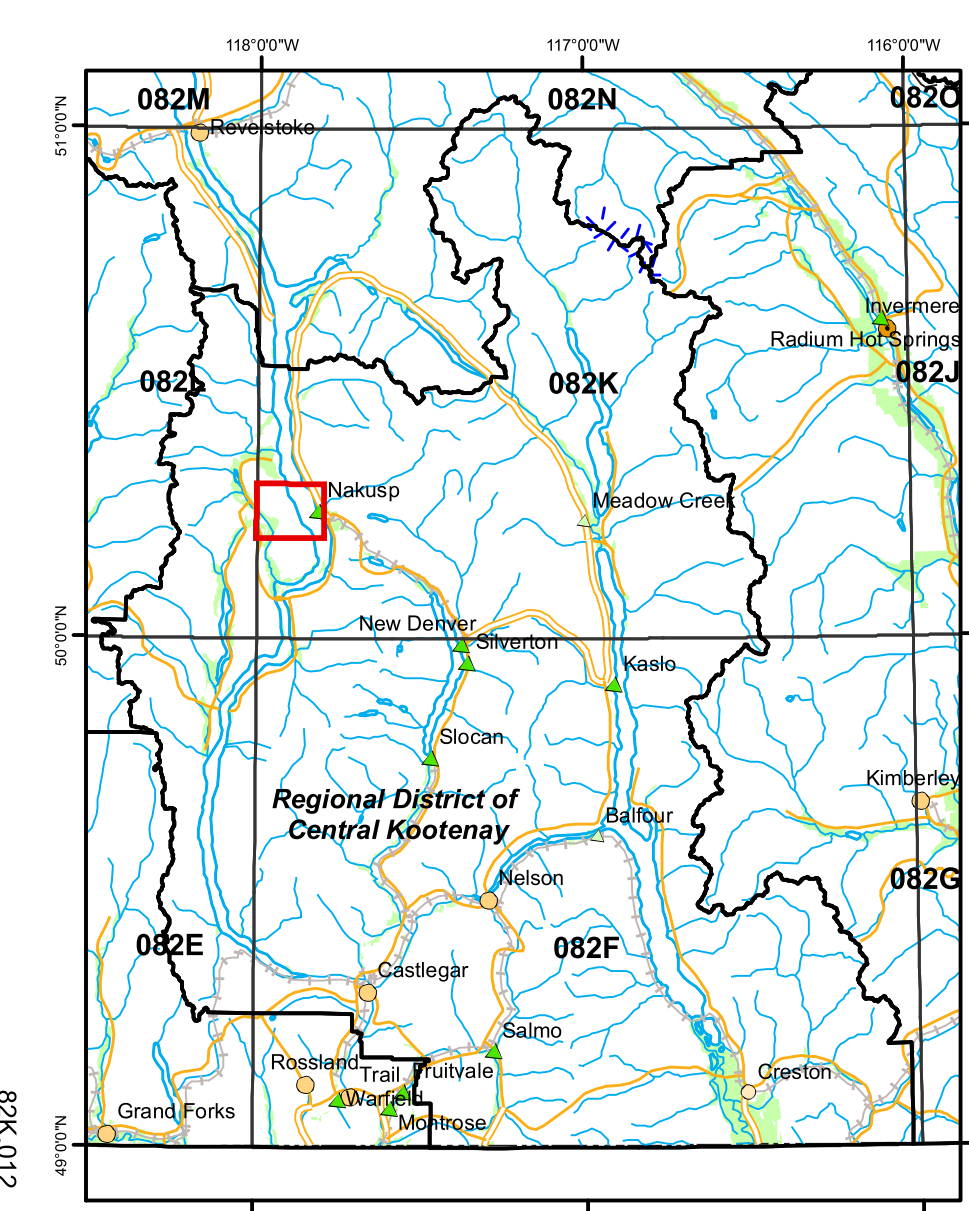 118°0'0"W
117°0'0"W
116°0'0"W
082M
082N
082O
51°0'0"N
Revelstoke
Invermere
Radium Hot Springs
082L
082K
082J
Nakusp
Meadow Creek
50°0'0"N
New Denver
Silverton
Kaslo
Slocan
Kimberley
Regional District of
Central Kootenay
Balfour
Nelson
082G
082E
082F
Castlegar
Salmo
Rossland
Trail
Fruitvale
Creston
Warfield
Grand Forks
Montrose
49°0'0"N
82K.012